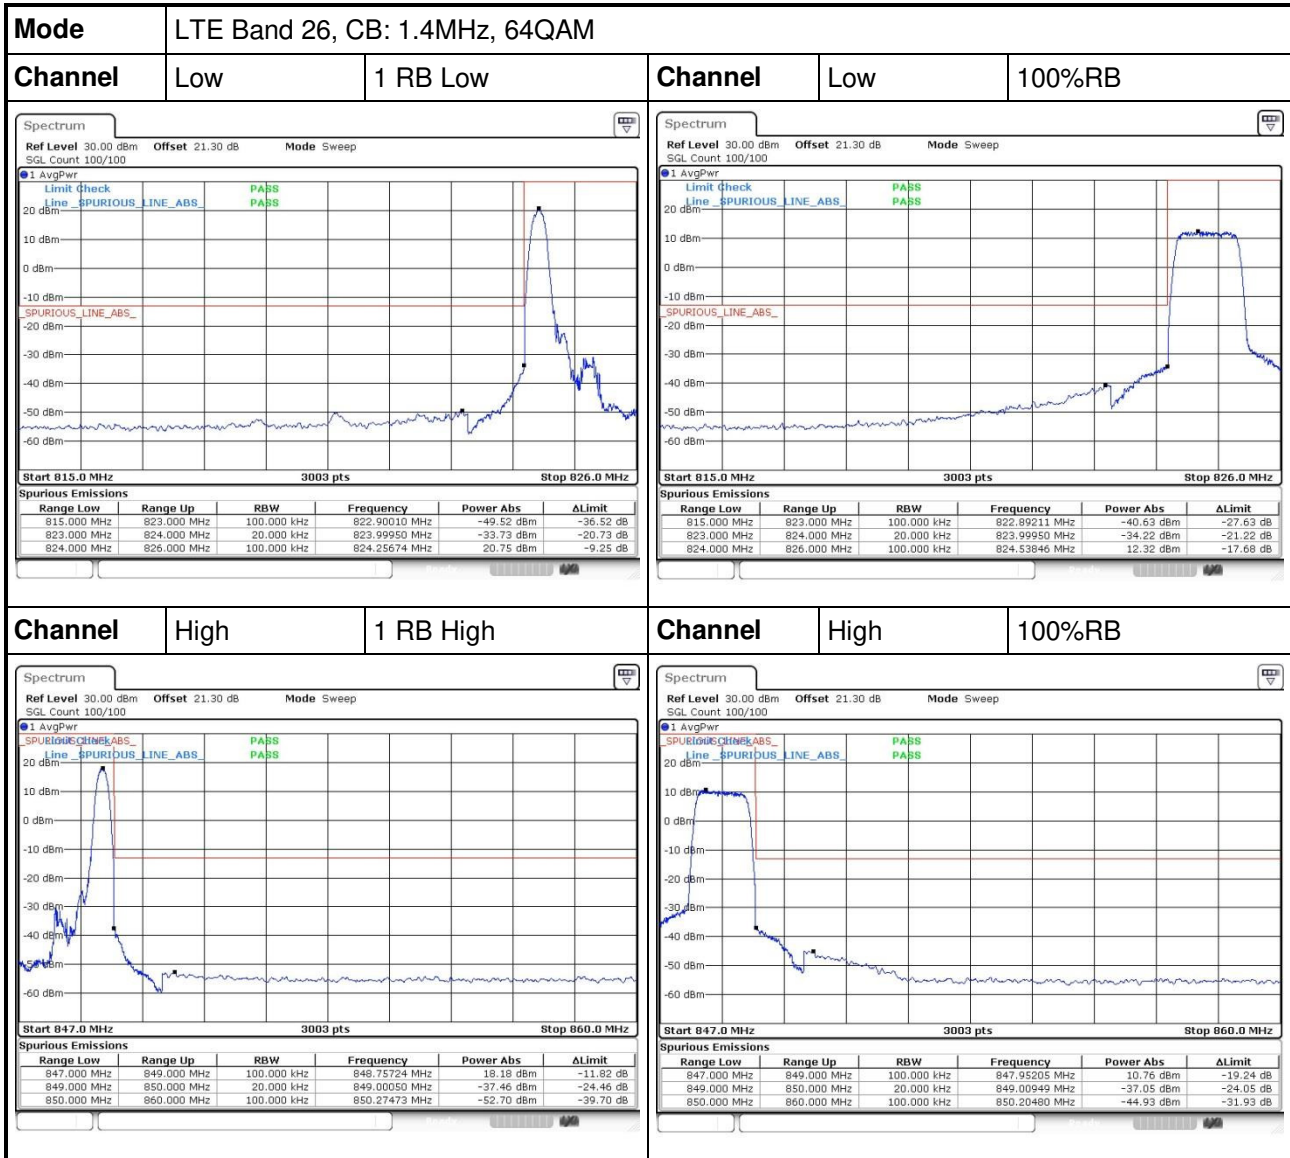 Mode LTE Band 26, CB: 1.4MHz, 64QAM
Channel Low 1 RB Low Channel Low 100%RB
Spectrum
Ref Level 30.00 dBm Offset 21.30 dB Mode Sweep
SGL Count 100/100
1 AvgPwr
Limit Check PASS
Line _SPURIOUS_LINE_ABS_ PASS
20 dBm
10 dBm
0 dBm
-10 dBm
_SPURIOUS_LINE_ABS_
-20 dBm
-30 dBm
-40 dBm
-50 dBm
-60 dBm
Start 815.0 MHz 3003 pts Stop 826.0 MHz
Spurious Emissions
Range Low Range Up RBW Frequency Power Abs ΔLimit
815.000 MHz 823.000 MHz 100.000 kHz 822.90010 MHz -49.52 dBm -36.52 dB
823.000 MHz 824.000 MHz 20.000 kHz 823.99950 MHz -33.73 dBm -20.73 dB
824.000 MHz 826.000 MHz 100.000 kHz 824.25674 MHz 20.75 dBm -9.25 dB
Spectrum
Ref Level 30.00 dBm Offset 21.30 dB Mode Sweep
SGL Count 100/100
1 AvgPwr
Limit Check PASS
Line _SPURIOUS_LINE_ABS_ PASS
20 dBm
10 dBm
0 dBm
-10 dBm
_SPURIOUS_LINE_ABS_
-20 dBm
-30 dBm
-40 dBm
-50 dBm
-60 dBm
Start 815.0 MHz 3003 pts Stop 826.0 MHz
Spurious Emissions
Range Low Range Up RBW Frequency Power Abs ΔLimit
815.000 MHz 823.000 MHz 100.000 kHz 822.89211 MHz -40.63 dBm -27.63 dB
823.000 MHz 824.000 MHz 20.000 kHz 823.99950 MHz -34.22 dBm -21.22 dB
824.000 MHz 826.000 MHz 100.000 kHz 824.53846 MHz 12.32 dBm -17.68 dB
Channel High 1 RB High Channel High 100%RB
Spectrum
Ref Level 30.00 dBm Offset 21.30 dB Mode Sweep
SGL Count 100/100
1 AvgPwr
_SPURIOUS_LINE_ABS_
Limit Check PASS
Line _SPURIOUS_LINE_ABS_ PASS
20 dBm
10 dBm
0 dBm
-10 dBm
-20 dBm
-30 dBm
-40 dBm
-50 dBm
-60 dBm
Start 847.0 MHz 3003 pts Stop 860.0 MHz
Spurious Emissions
Range Low Range Up RBW Frequency Power Abs ΔLimit
847.000 MHz 849.000 MHz 100.000 kHz 848.75724 MHz 18.18 dBm -11.82 dB
849.000 MHz 850.000 MHz 20.000 kHz 849.00050 MHz -37.46 dBm -24.46 dB
850.000 MHz 860.000 MHz 100.000 kHz 850.27473 MHz -52.70 dBm -39.70 dB
Spectrum
Ref Level 30.00 dBm Offset 21.30 dB Mode Sweep
SGL Count 100/100
1 AvgPwr
_SPURIOUS_LINE_ABS_
Limit Check PASS
Line _SPURIOUS_LINE_ABS_ PASS
20 dBm
10 dBm
0 dBm
-10 dBm
-20 dBm
-30 dBm
-40 dBm
-50 dBm
-60 dBm
Start 847.0 MHz 3003 pts Stop 860.0 MHz
Spurious Emissions
Range Low Range Up RBW Frequency Power Abs ΔLimit
847.000 MHz 849.000 MHz 100.000 kHz 847.95205 MHz 10.76 dBm -19.24 dB
849.000 MHz 850.000 MHz 20.000 kHz 849.00949 MHz -37.05 dBm -24.05 dB
850.000 MHz 860.000 MHz 100.000 kHz 850.20480 MHz -44.93 dBm -31.93 dB